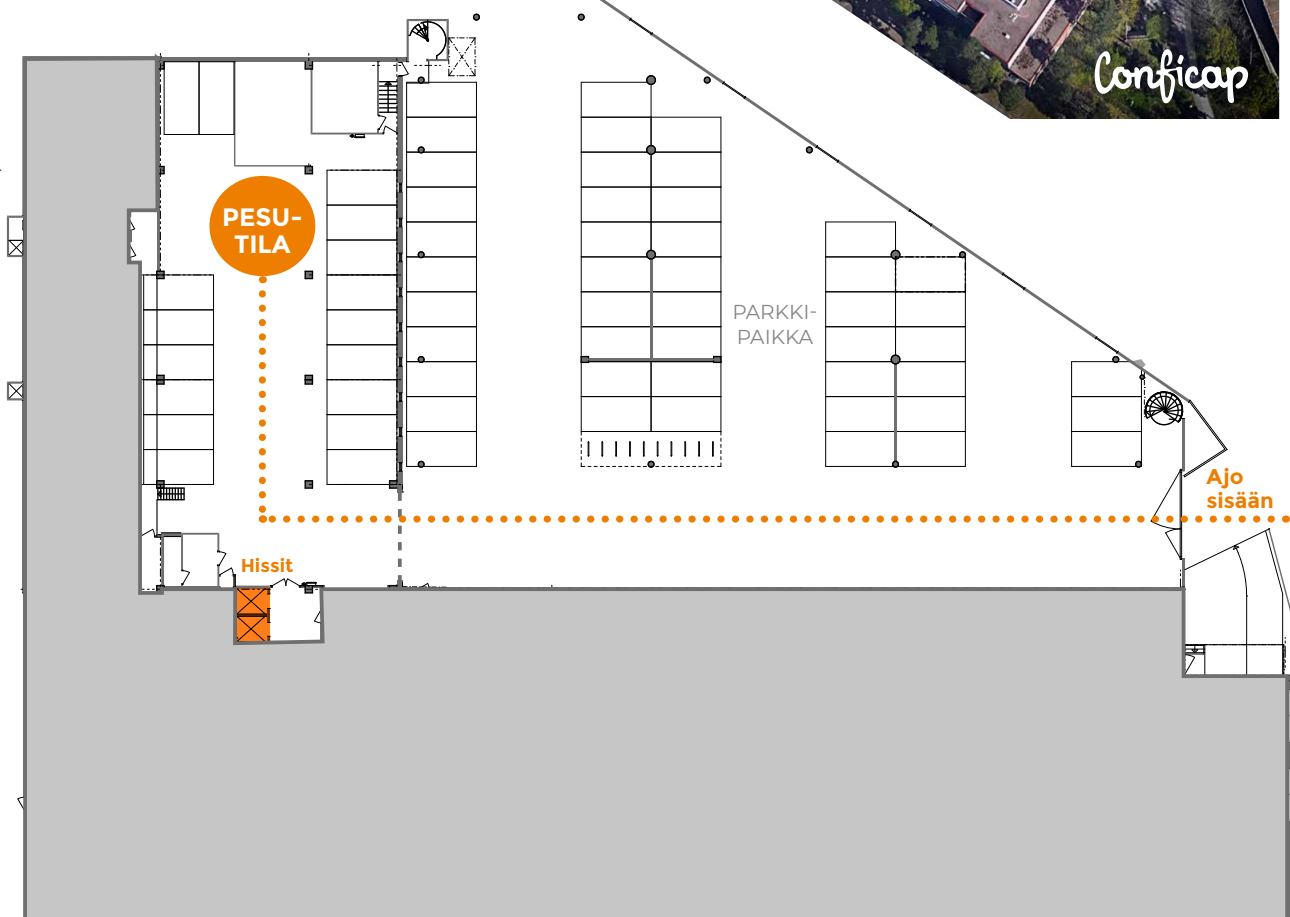 Conficap
PESU-
TILA
PARKKI-
PAIKKA
Ajo
sisään
Hissit